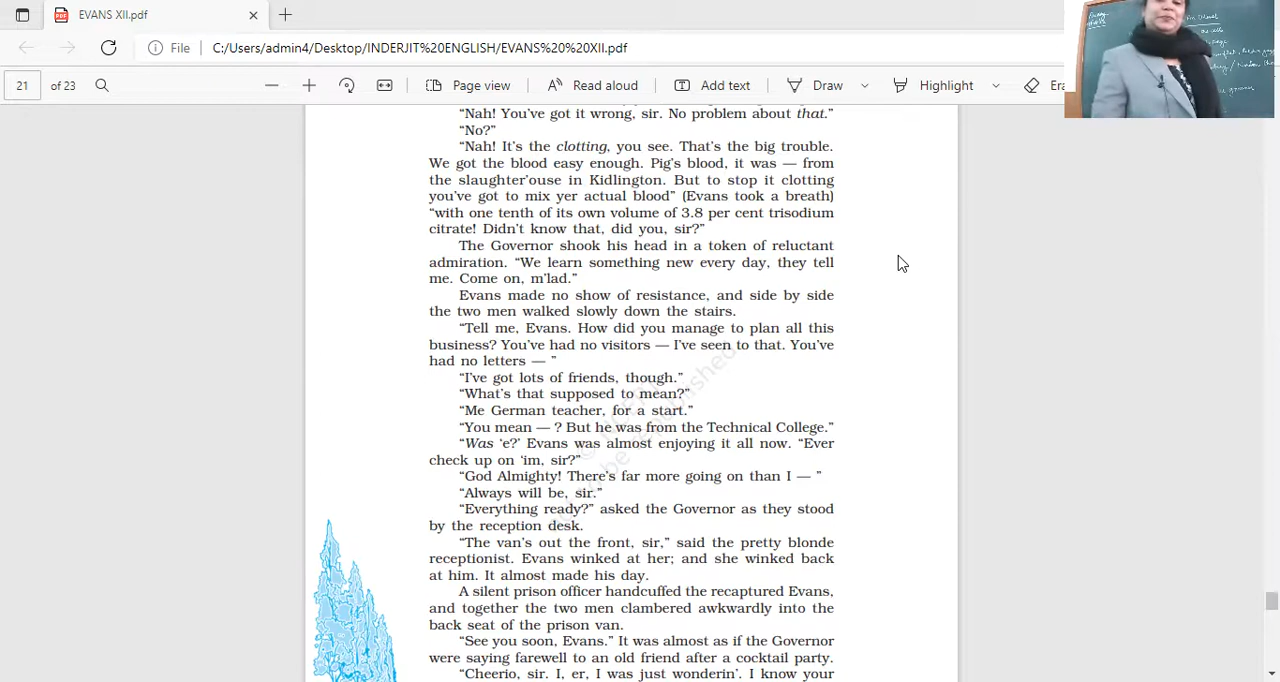 EVANS XII.pdf
File
C:/Users/admin4/Desktop/INDERJIT%20ENGLISH/EVANS%20%20XII.pdf
21 of 23
Page view
Read aloud
Add text
Draw
Highlight
Era
“Nah! You’ve got it wrong, sir. No problem about that.”
“No?”
“Nah! It’s the clotting, you see. That’s the big trouble.
We got the blood easy enough. Pig’s blood, it was — from
the slaughter’ouse in Kidlington. But to stop it clotting
you’ve got to mix yer actual blood” (Evans took a breath)
“with one tenth of its own volume of 3.8 per cent trisodium
citrate! Didn’t know that, did you, sir?”
The Governor shook his head in a token of reluctant
admiration. “We learn something new every day, they tell
me. Come on, m’lad.”
Evans made no show of resistance, and side by side
the two men walked slowly down the stairs.
“Tell me, Evans. How did you manage to plan all this
business? You’ve had no visitors — I’ve seen to that. You’ve
had no letters — ”
“I’ve got lots of friends, though.”
“What’s that supposed to mean?”
“Me German teacher, for a start.”
“You mean — ? But he was from the Technical College.”
“Was ‘e?’ Evans was almost enjoying it all now. “Ever
check up on ‘im, sir?”
“God Almighty! There’s far more going on than I — ”
“Always will be, sir.”
“Everything ready?” asked the Governor as they stood
by the reception desk.
“The van’s out the front, sir,” said the pretty blonde
receptionist. Evans winked at her; and she winked back
at him. It almost made his day.
A silent prison officer handcuffed the recaptured Evans,
and together the two men clambered awkwardly into the
back seat of the prison van.
“See you soon, Evans.” It was almost as if the Governor
were saying farewell to an old friend after a cocktail party.
“Cheerio, sir. I, er, I was just wonderin’. I know your